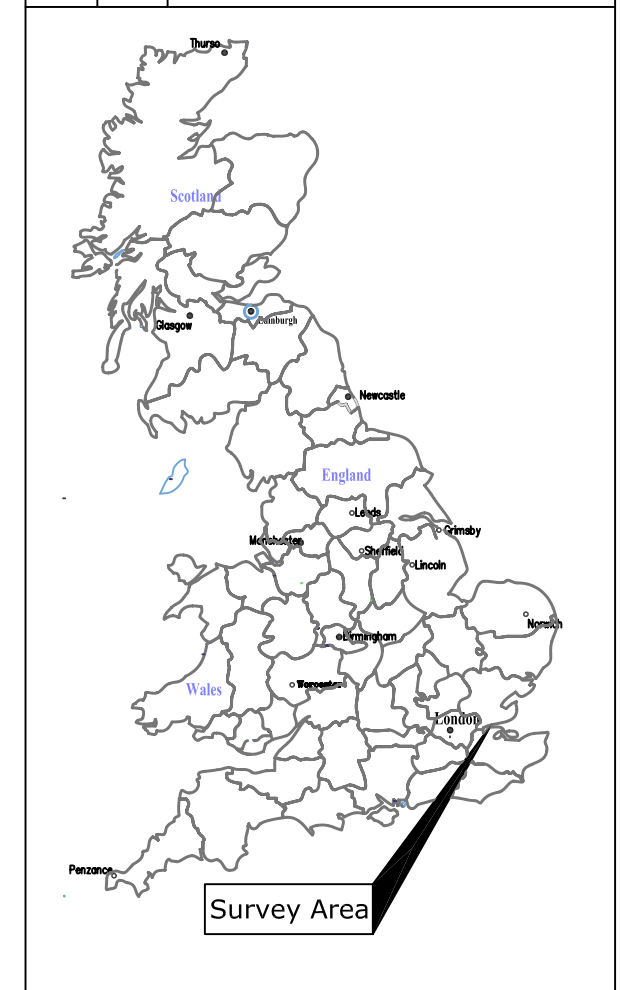 Thurso
Scotland
Edinburgh
Glasgow
Newcastle
England
Leeds
Grimsby
Manchester
Sheffield
Lincoln
Norwich
Birmingham
Worcester
Wales
London
Penzance
Survey Area